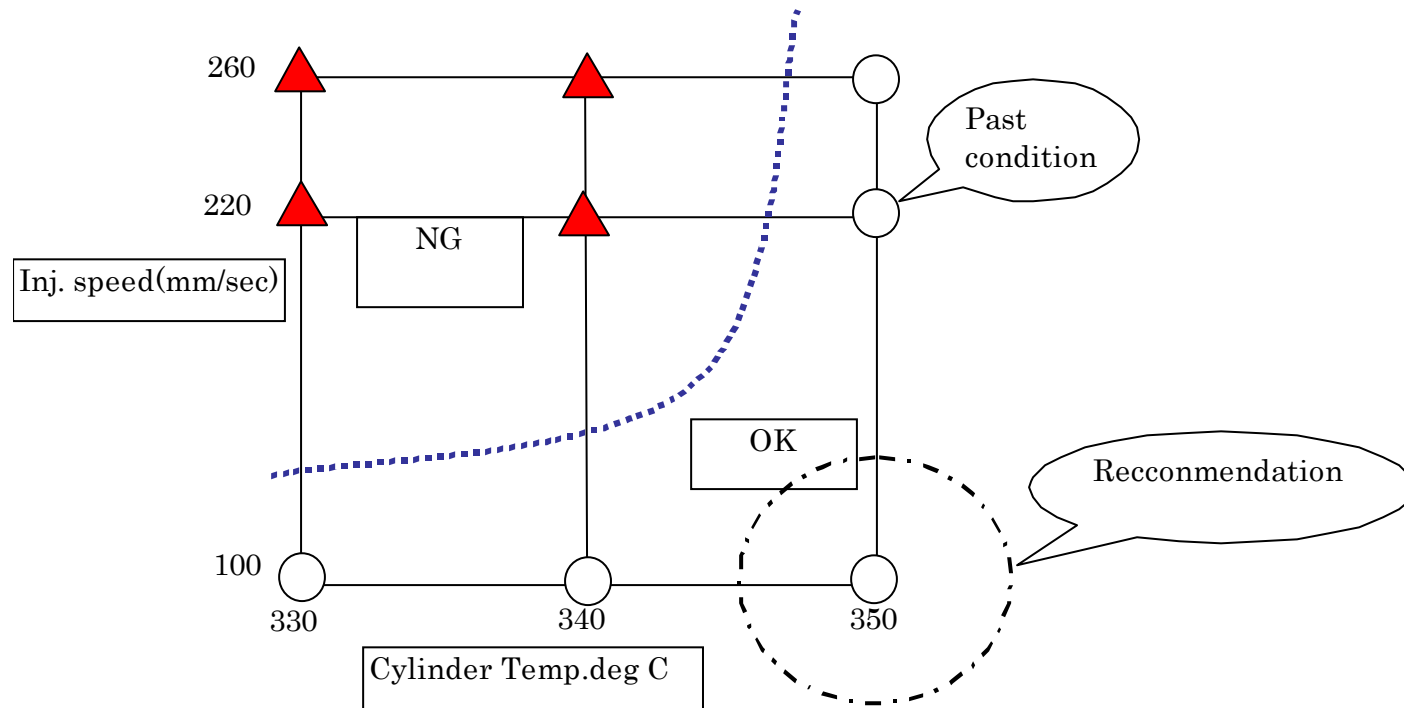 260
Past
condition
220
NG
Inj. speed(mm/sec)
OK
Recconmendation
100
330
340
350
Cylinder Temp.deg C